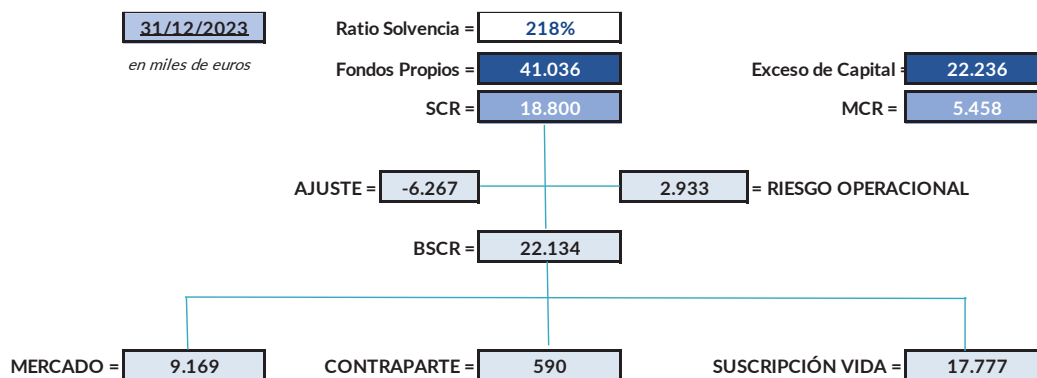 31/12/2023
Ratio Solvencia = 218%
en miles de euros
Fondos Propios = 41.036
Exceso de Capital = 22.236
SCR = 18.800
MCR = 5.458
AJUSTE = -6.267
2.933 = RIESGO OPERACIONAL
BSCR = 22.134
MERCADO = 9.169
CONTRAPARTE = 590
SUSCRIPCIÓN VIDA = 17.777